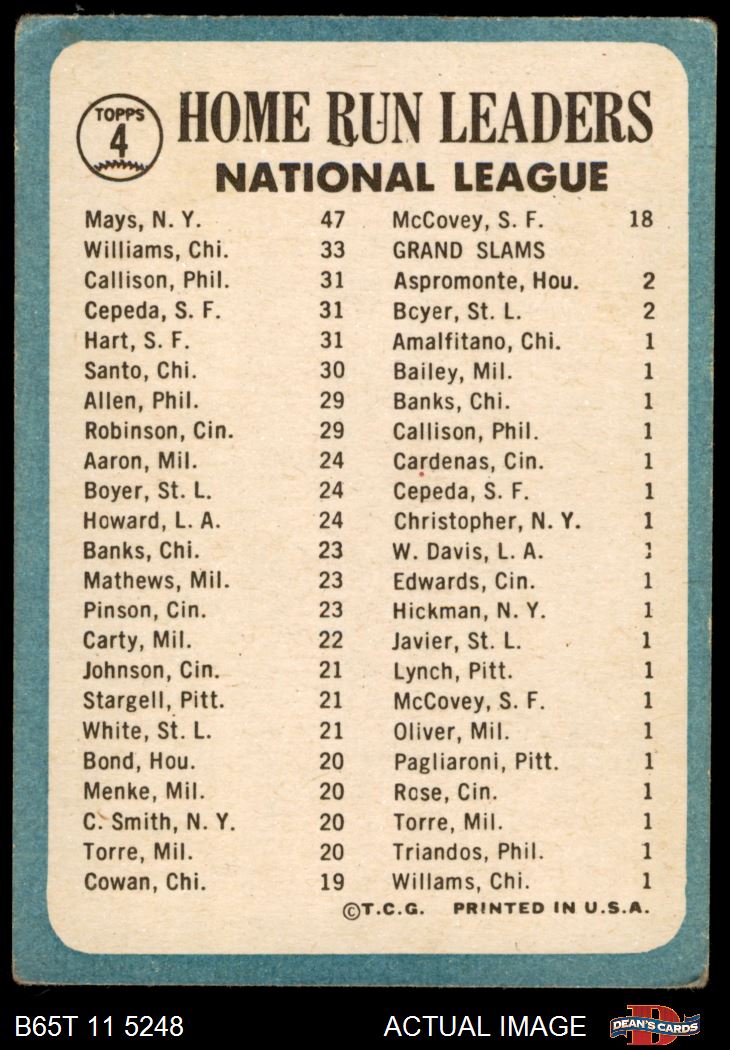 TOPPS
4
HOME RUN LEADERS
NATIONAL LEAGUE
Mays, N. Y. 47
Williams, Chi. 33
Callison, Phil. 31
Cepeda, S. F. 31
Hart, S. F. 31
Santo, Chi. 30
Allen, Phil. 29
Robinson, Cin. 29
Aaron, Mil. 24
Boyer, St. L. 24
Howard, L. A. 24
Banks, Chi. 23
Mathews, Mil. 23
Pinson, Cin. 23
Carty, Mil. 22
Johnson, Cin. 21
Stargell, Pitt. 21
White, St. L. 21
Bond, Hou. 20
Menke, Mil. 20
C. Smith, N. Y. 20
Torre, Mil. 20
Cowan, Chi. 19
McCovey, S. F. 18
GRAND SLAMS
Aspromonte, Hou. 2
Bcyer, St. L. 2
Amalfitano, Chi. 1
Bailey, Mil. 1
Banks, Chi. 1
Callison, Phil. 1
Cardenas, Cin. 1
Cepeda, S. F. 1
Christopher, N. Y. 1
W. Davis, L. A. 1
Edwards, Cin. 1
Hickman, N. Y. 1
Javier, St. L. 1
Lynch, Pitt. 1
McCovey, S. F. 1
Oliver, Mil. 1
Pagliaroni, Pitt. 1
Rose, Cin. 1
Torre, Mil. 1
Triandos, Phil. 1
Willams, Chi. 1
©T.C.G. PRINTED IN U.S.A.
B65T 11 5248 ACTUAL IMAGE
DEAN'S CARDS